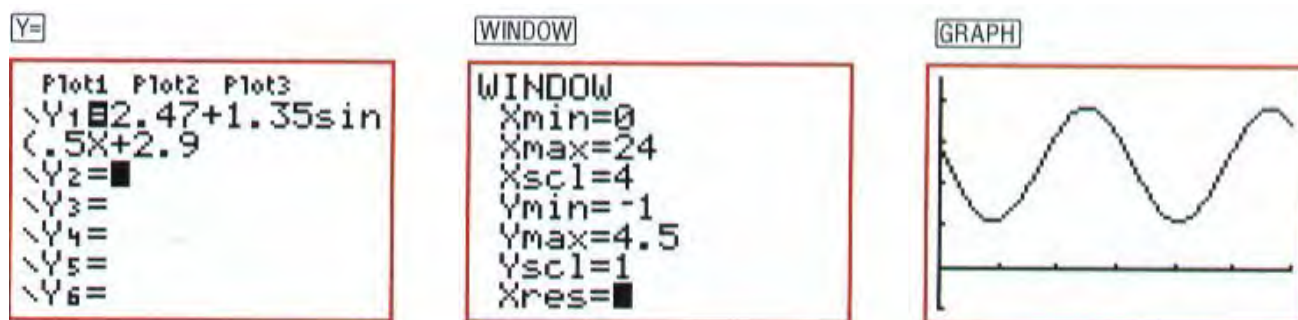 Y=
Plot1 Plot2 Plot3
\Y1=2.47+1.35sin
(.5X+2.9
\Y2=
\Y3=
\Y4=
\Y5=
\Y6=
WINDOW
WINDOW
Xmin=0
Xmax=24
Xscl=4
Ymin=-1
Ymax=4.5
Yscl=1
Xres=
GRAPH